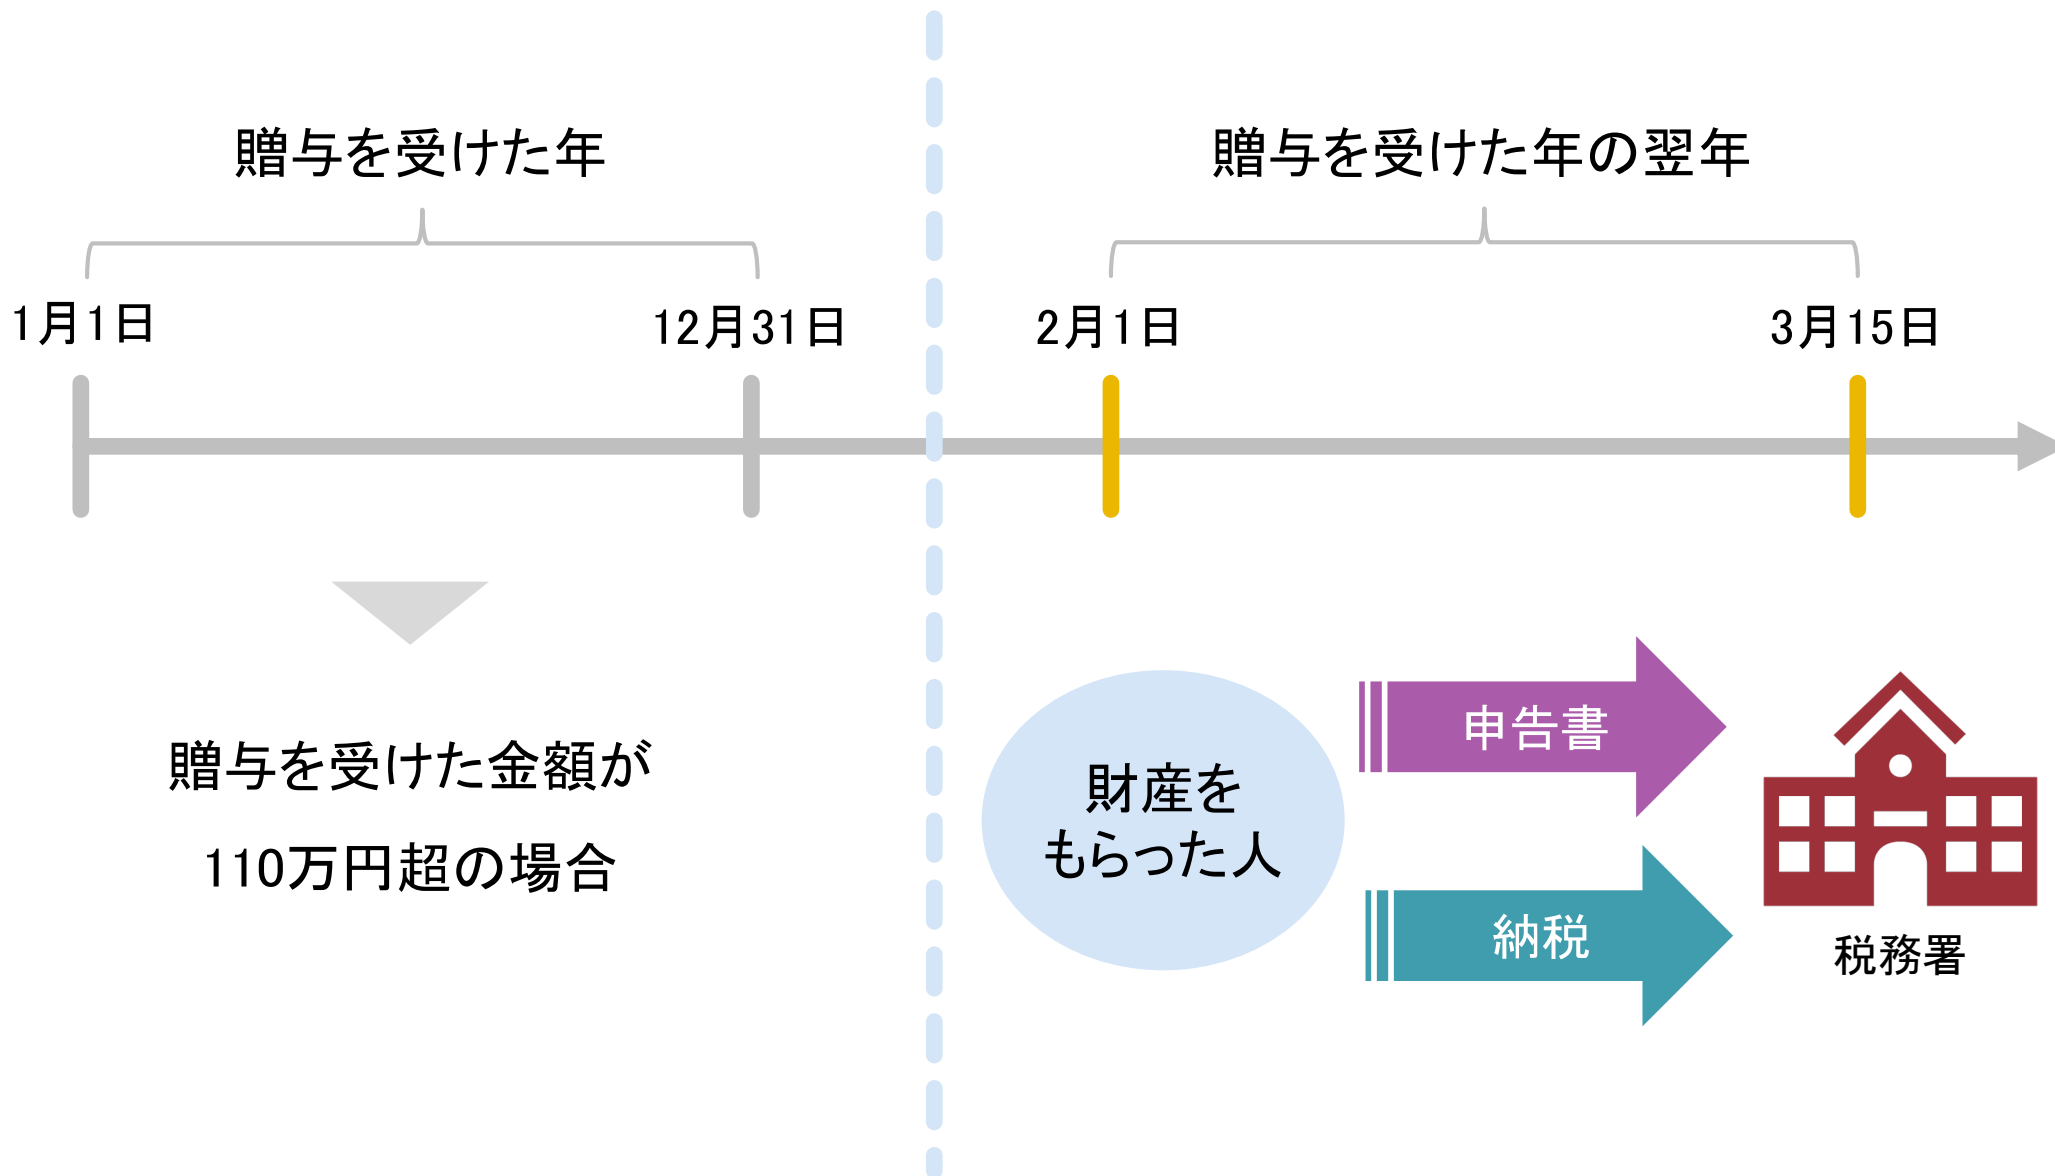 贈与を受けた年
贈与を受けた年の翌年
1月1日
12月31日
2月1日
3月15日
贈与を受けた金額が
110万円超の場合
財産を
もらった人
申告書
納税
税務署